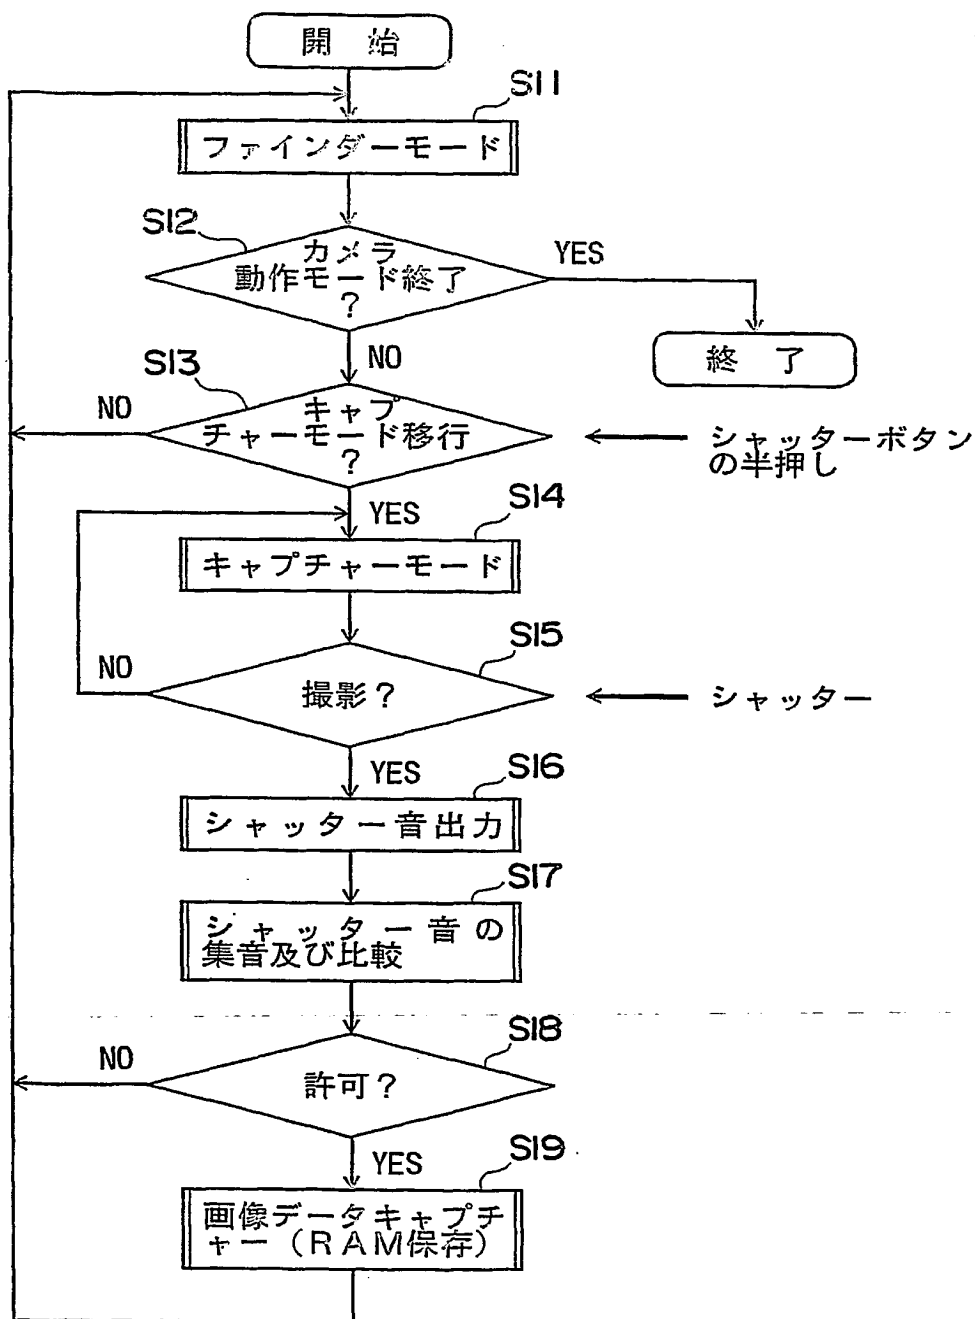 開 始
S11
ファインダーモード
S12
カメラ
動作モード終了
?
YES
終 了
NO
S13
キャプ
チャーモード移行
?
NO
シャッターボタン
の半押し
YES
S14
キャプチャーモード
S15
撮影?
NO
シャッター
YES
S16
シャッター音出力
S17
シャッター音の
集音及び比較
S18
許可?
NO
YES
S19
画像データキャプチ
ャー(RAM保存)